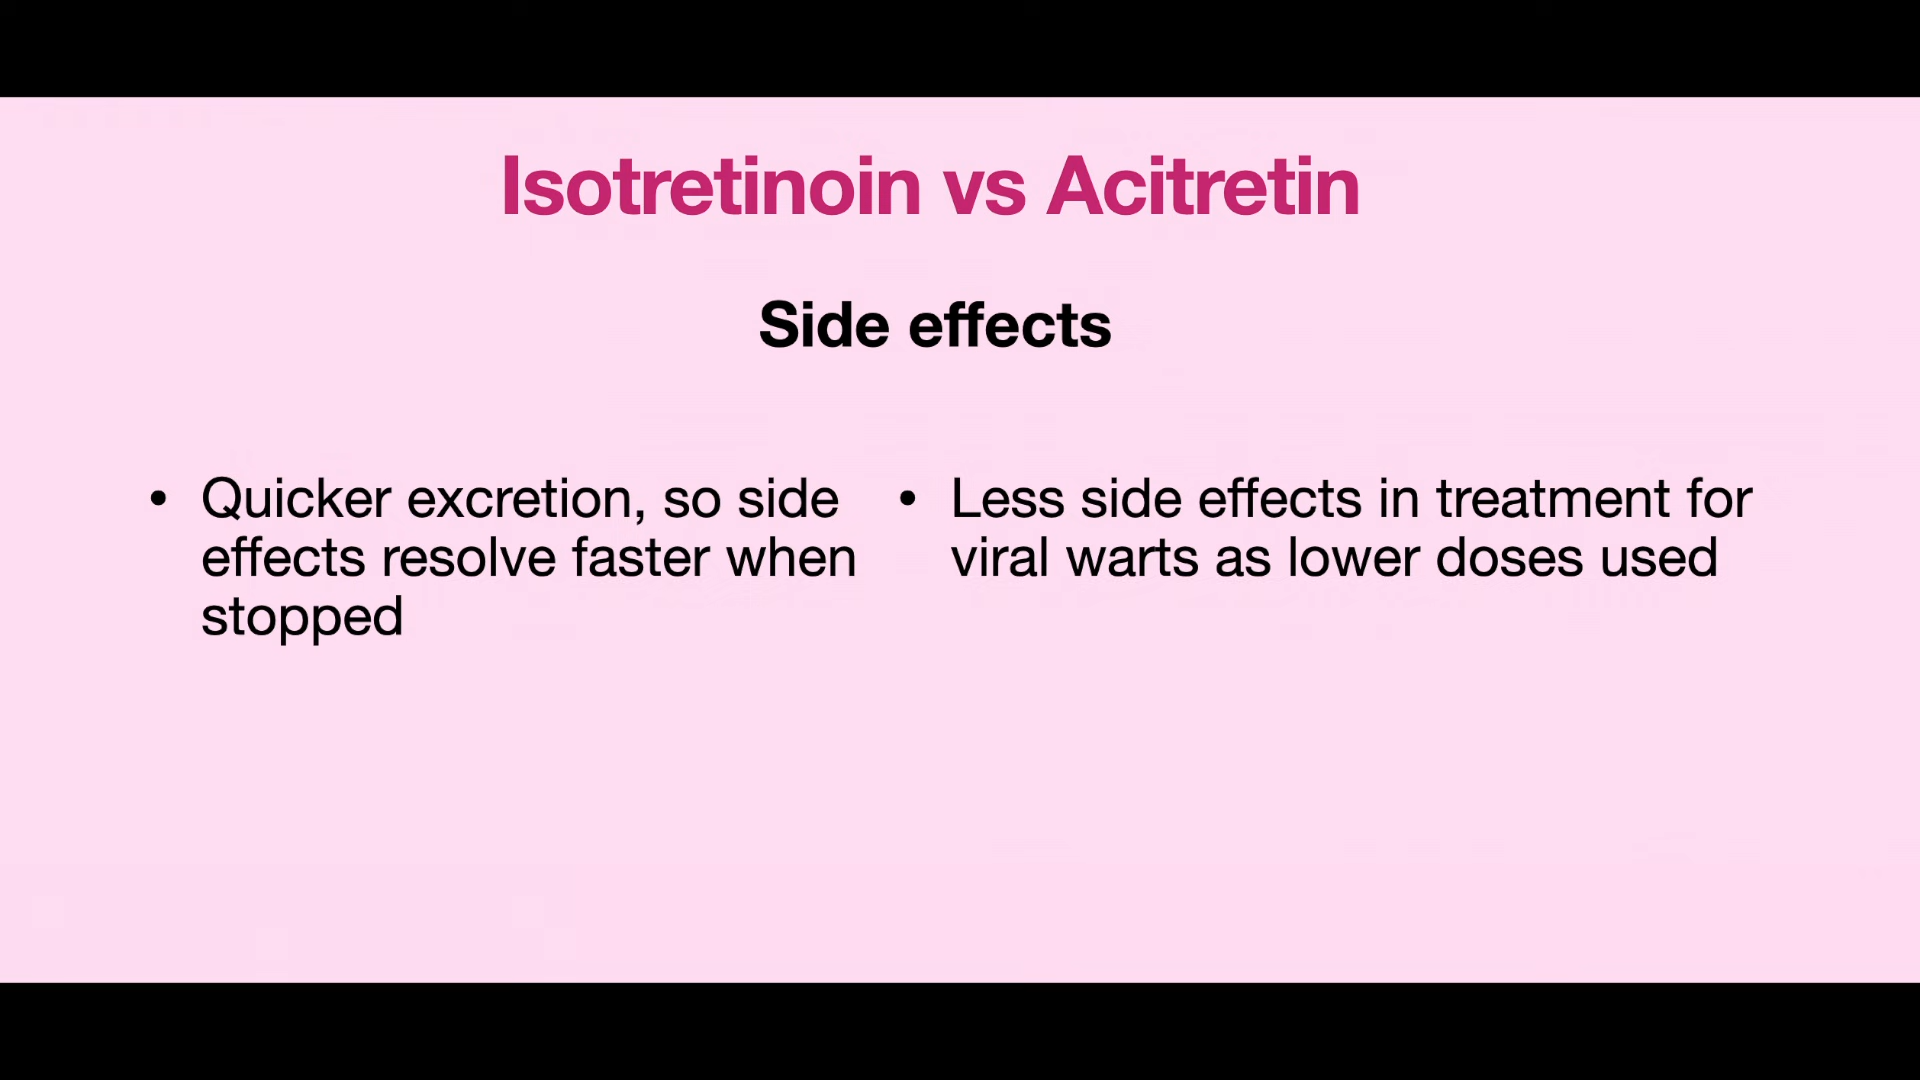 Isotretinoin vs Acitretin
Side effects
• Quicker excretion, so side
effects resolve faster when
stopped
• Less side effects in treatment for
viral warts as lower doses used